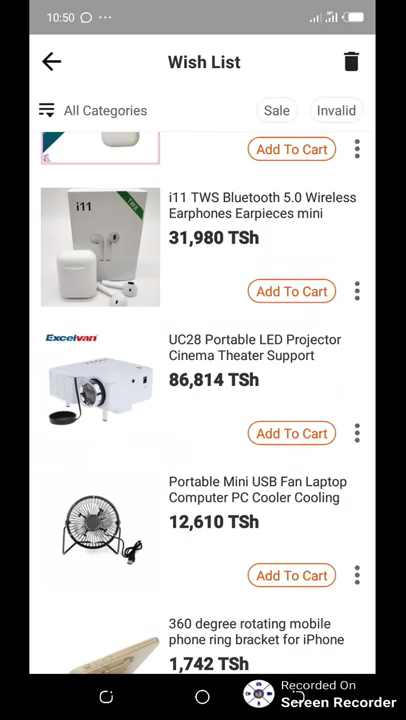 10:50
Wish List
All Categories
Sale
Invalid
Add To Cart
i11
i11 TWS Bluetooth 5.0 Wireless
Earphones Earpieces mini
31,980 TSh
Add To Cart
Excelvan
UC28 Portable LED Projector
Cinema Theater Support
86,814 TSh
Add To Cart
Portable Mini USB Fan Laptop
Computer PC Cooler Cooling
12,610 TSh
Add To Cart
360 degree rotating mobile
phone ring bracket for iPhone
1,742 TSh
Recorded On
Screen Recorder